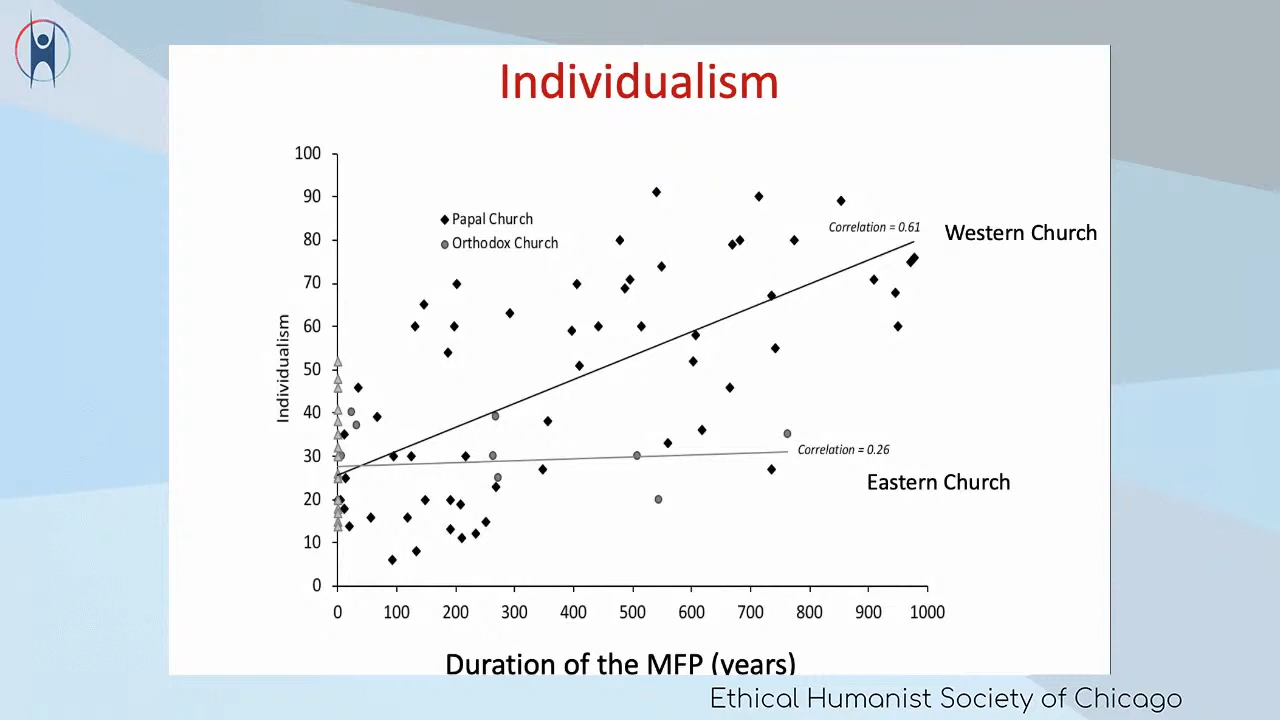 Individualism
100
90
80
70
60
50
40
30
20
10
0
Individualism
Papal Church
Orthodox Church
Correlation = 0.61
Western Church
Correlation = 0.26
Eastern Church
0 100 200 300 400 500 600 700 800 900 1000
Duration of the MFP (years)
Ethical Humanist Society of Chicago